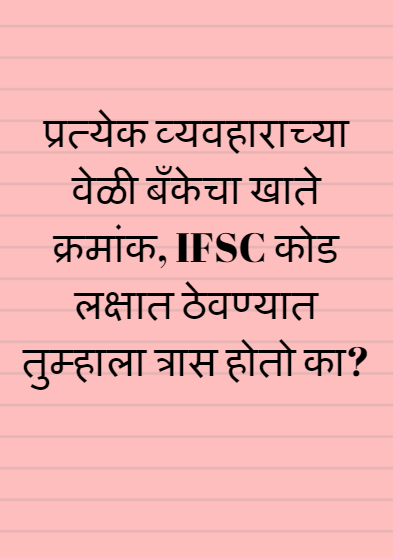 प्रत्येक व्यवहाराच्या
वेळी बँकेचा खाते
क्रमांक, IFSC कोड
लक्षात ठेवण्यात
तुम्हाला त्रास होतो का?